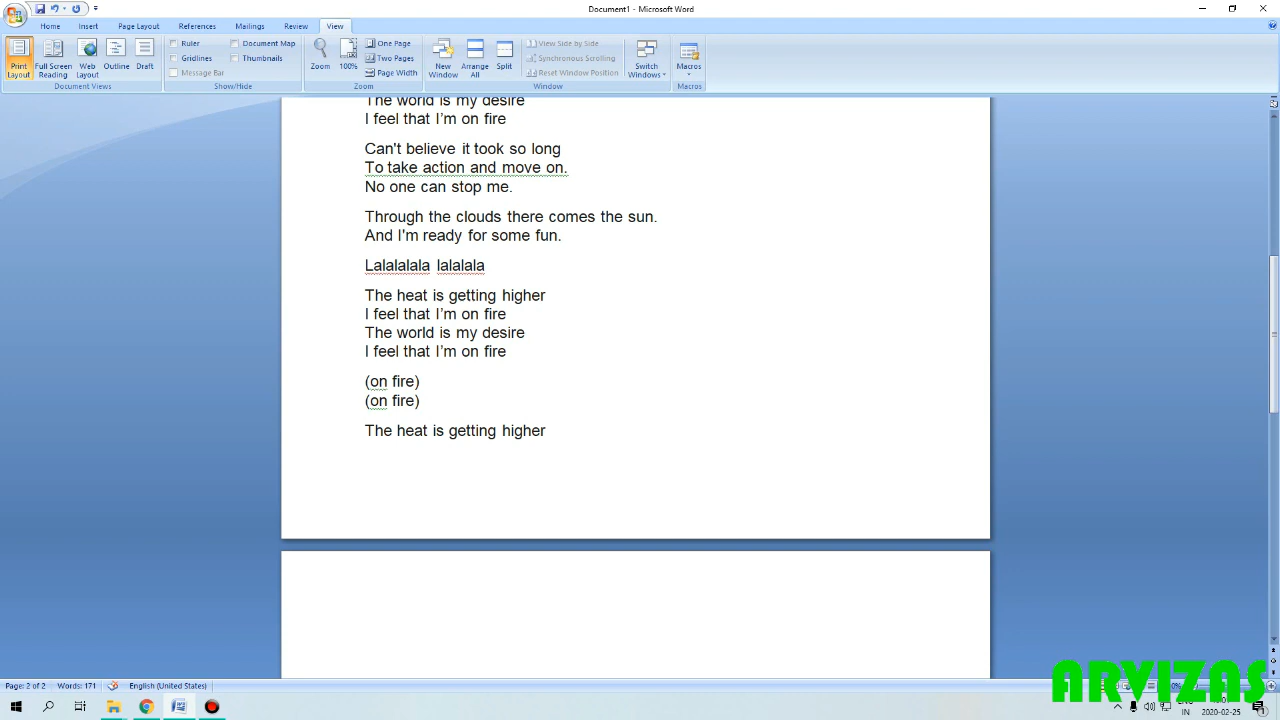 Document1 - Microsoft Word
Home Insert Page Layout References Mailings Review View
Print Layout Full Screen Reading Web Layout Outline Draft
Document Views
Ruler Document Map
Gridlines Thumbnails
Message Bar
Show/Hide
Zoom 100% One Page
Two Pages
Page Width
Zoom
New Window Arrange All Split View Side by Side
Synchronous Scrolling
Reset Window Position
Switch Windows
Window
Macros
Macros
The world is my desire
I feel that I’m on fire
Can't believe it took so long
To take action and move on.
No one can stop me.
Through the clouds there comes the sun.
And I'm ready for some fun.
Lalalalala lalalala
The heat is getting higher
I feel that I’m on fire
The world is my desire
I feel that I’m on fire
(on fire)
(on fire)
The heat is getting higher
Page: 2 of 2 Words: 171 English (United States)
ARVIZAS
IN 2020-02-25